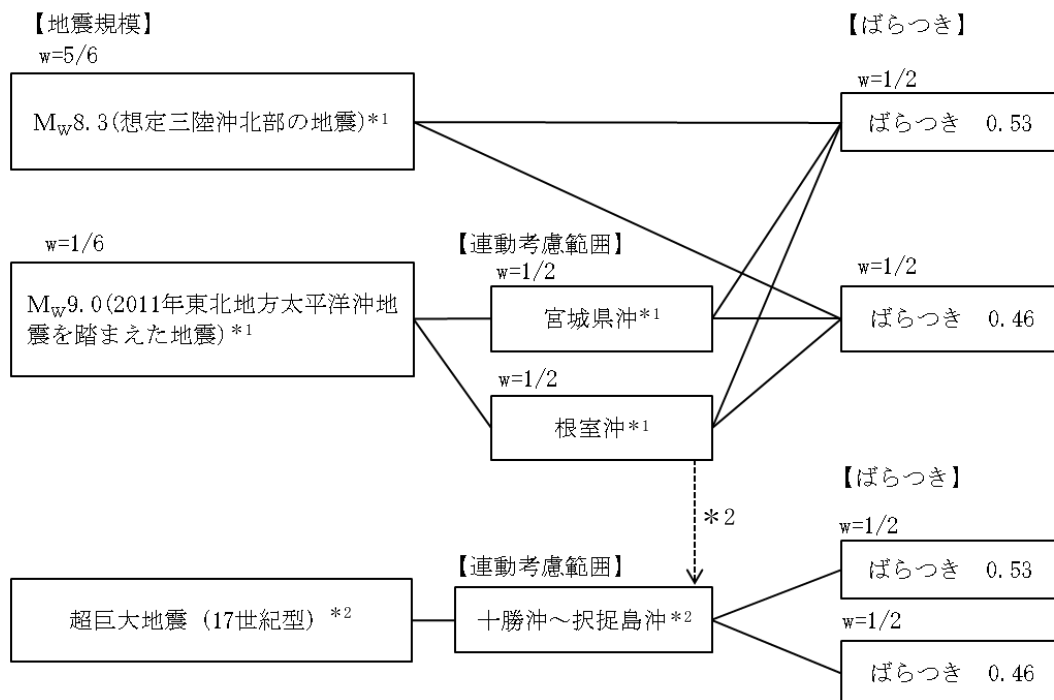 【地震規模】
w=5/6
MW8.3(想定三陸沖北部の地震)*1
【ばらつき】
w=1/2
ばらつき 0.53
w=1/6
MW9.0(2011年東北地方太平洋沖地
震を踏まえた地震)*1
【連動考慮範囲】
w=1/2
宮城県沖*1
w=1/2
ばらつき 0.46
w=1/2
根室沖*1
*2
【ばらつき】
w=1/2
ばらつき 0.53
超巨大地震（17世紀型）*2
【連動考慮範囲】
十勝沖～択捉島沖*2
w=1/2
ばらつき 0.46